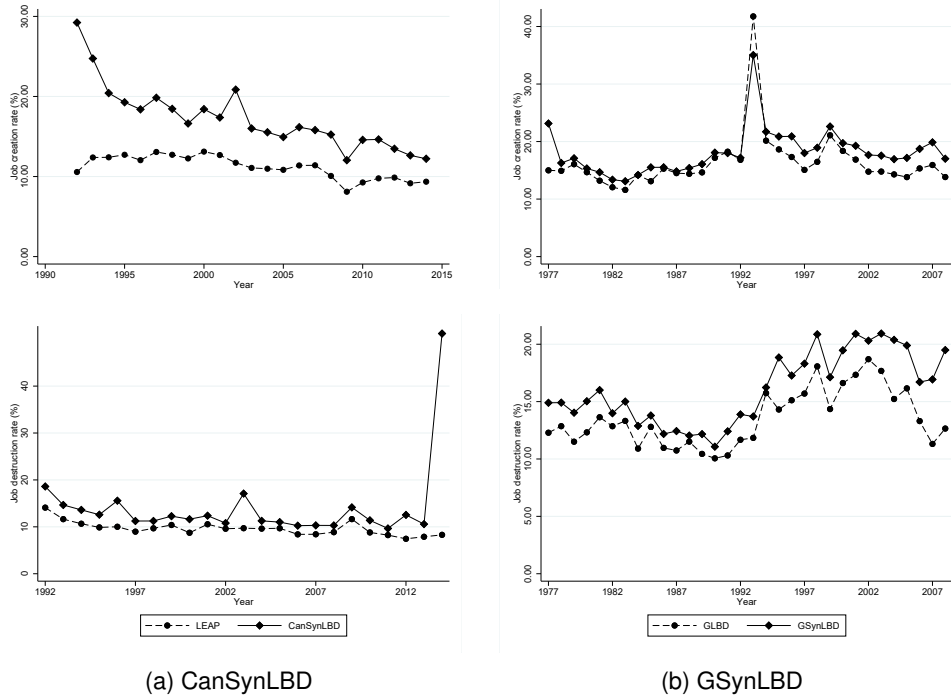 Job creation rate (%)
30.00
20.00
10.00
0.00
1990 1995 2000 2005 2010 2015
Year
Job creation rate (%)
40.00
30.00
20.00
10.00
0.00
1977 1982 1987 1992 1997 2002 2007
Year
Job destruction rate (%)
40
30
20
10
0
1992 1997 2002 2007 2012
Year
LEAP CanSynLBD
Job destruction rate (%)
20.00
15.00
10.00
5.00
0.00
1977 1982 1987 1992 1997 2002 2007
Year
GLBD GSynLBD
(a) CanSynLBD
(b) GSynLBD